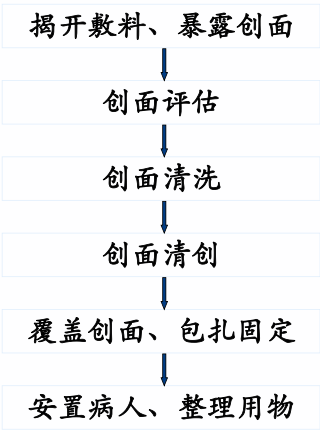 揭开敷料、暴露创面
创面评估
创面清洗
创面清创
覆盖创面、包扎固定
安置病人、整理用物